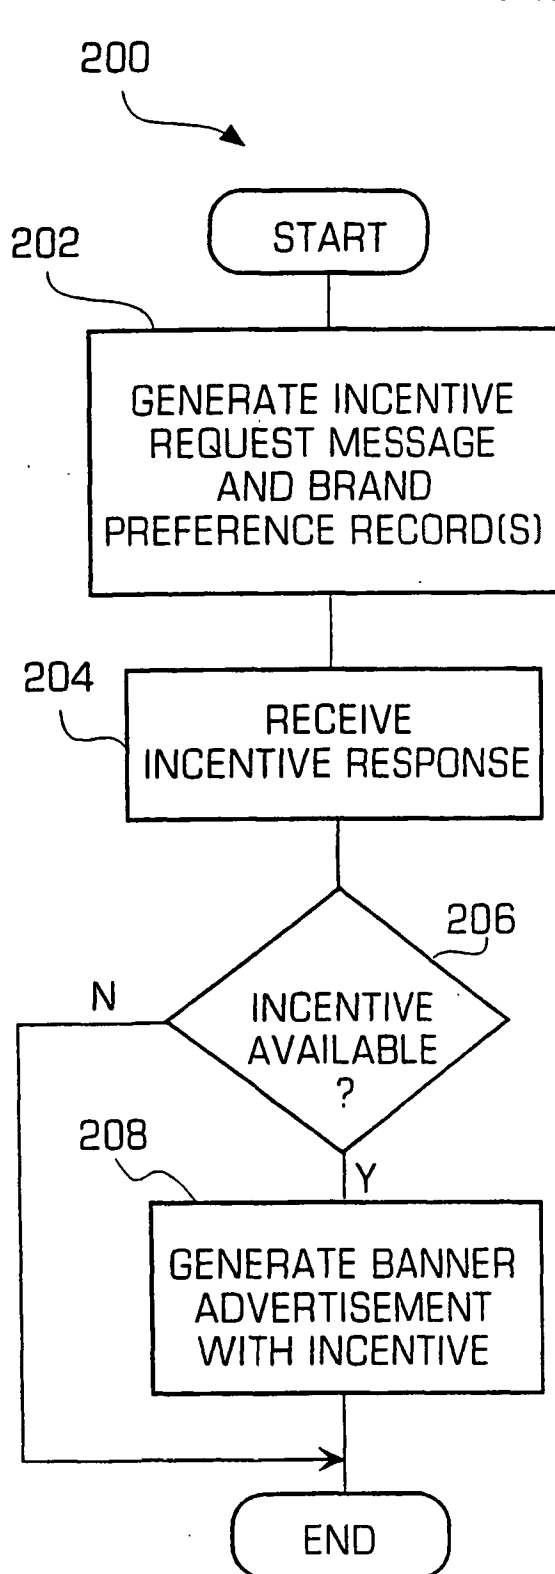 200
START
202
GENERATE INCENTIVE
REQUEST MESSAGE
AND BRAND
PREFERENCE RECORD(S)
204
RECEIVE
INCENTIVE RESPONSE
206
N
INCENTIVE
AVAILABLE
?
208
Y
GENERATE BANNER
ADVERTISEMENT
WITH INCENTIVE
END